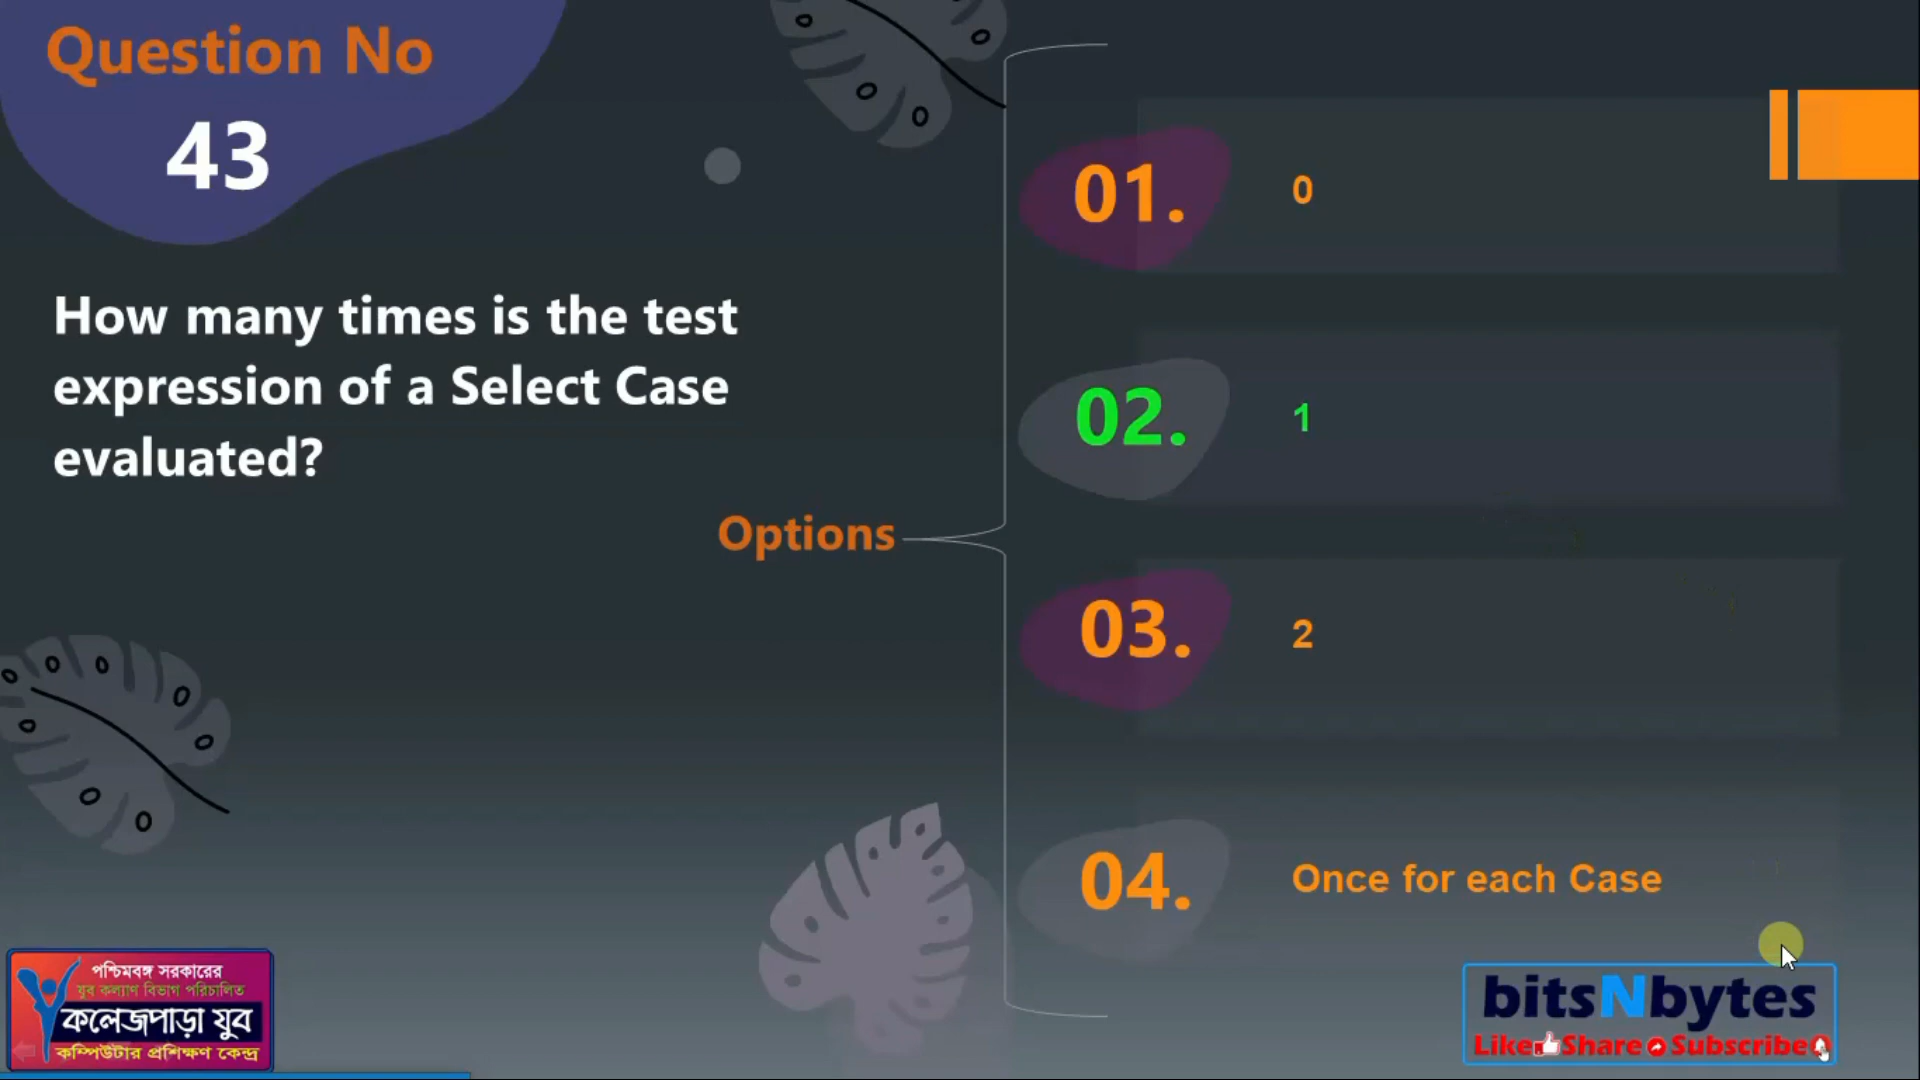 Question No
43
How many times is the test
expression of a Select Case
evaluated?
Options
01.
0
02.
1
03.
2
04.
Once for each Case
পশ্চিমবঙ্গ সরকারের
যুব কল্যাণ বিভাগ পরিচালিত
কলেজপাড়া যুব
কম্পিউটার প্রশিক্ষণ কেন্দ্র
bitsNbytes
Like Share Subscribe